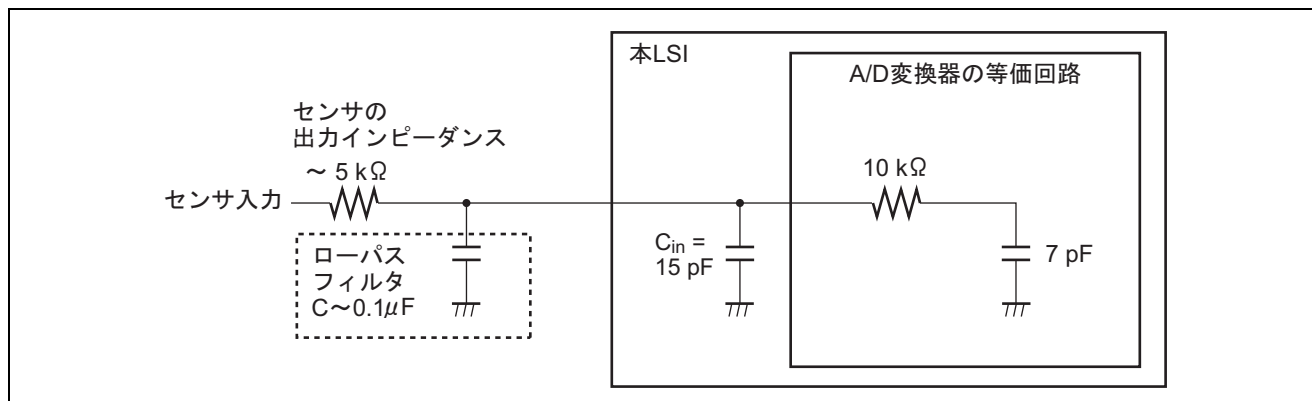 本LSI
A/D変換器の等価回路
センサの
出力インピーダンス
~ 5 kΩ
10 kΩ
センサ入力
ローパス
フィルタ
C~0.1μF
Cin =
15 pF
7 pF